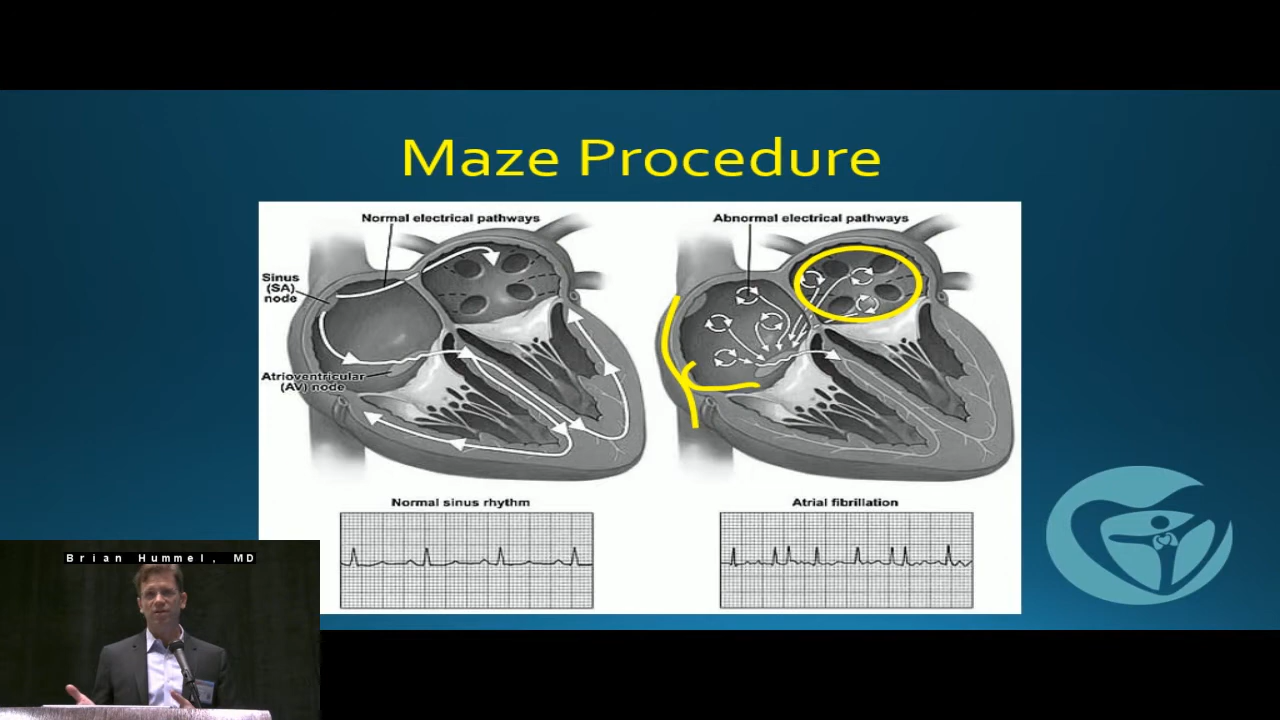 Maze Procedure
Normal electrical pathways
Abnormal electrical pathways
Sinus
(SA)
node
Atrioventricular
(AV) node
Normal sinus rhythm
Atrial fibrillation
Brian Hummel, MD